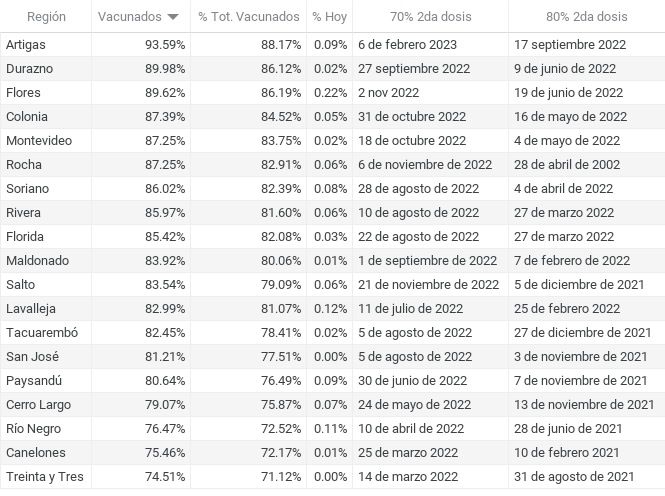 Región Vacunados % Tot. Vacunados % Hoy 70% 2da dosis 80% 2da dosis
Artigas 93.59% 88.17% 0.09% 6 de febrero 2023 17 septiembre 2022
Durazno 89.98% 86.12% 0.02% 27 septiembre 2022 9 de junio de 2022
Flores 89.62% 86.19% 0.22% 2 nov 2022 19 de junio de 2022
Colonia 87.39% 84.52% 0.05% 31 de octubre 2022 16 de mayo de 2022
Montevideo 87.25% 83.75% 0.02% 18 de octubre 2022 4 de mayo de 2022
Rocha 87.25% 82.91% 0.06% 6 de noviembre de 2022 28 de abril de 2002
Soriano 86.02% 82.39% 0.08% 28 de agosto de 2022 4 de abril de 2022
Rivera 85.97% 81.60% 0.06% 10 de agosto de 2022 27 de marzo 2022
Florida 85.42% 82.08% 0.03% 22 de agosto de 2022 27 de marzo 2022
Maldonado 83.92% 80.06% 0.01% 1 de septiembre de 2022 7 de febrero de 2022
Salto 83.54% 79.09% 0.06% 21 de noviembre de 2022 5 de diciembre de 2021
Lavalleja 82.99% 81.07% 0.12% 11 de julio de 2022 25 de febrero 2022
Tacuarembó 82.45% 78.41% 0.02% 5 de agosto de 2022 27 de diciembre de 2021
San José 81.21% 77.51% 0.00% 5 de agosto de 2022 3 de noviembre de 2021
Paysandú 80.64% 76.49% 0.09% 30 de junio de 2022 7 de noviembre de 2021
Cerro Largo 79.07% 75.87% 0.07% 24 de mayo de 2022 13 de noviembre de 2021
Río Negro 76.47% 72.52% 0.11% 10 de abril de 2022 28 de junio de 2021
Canelones 75.46% 72.17% 0.01% 25 de marzo de 2022 10 de febrero 2021
Treinta y Tres 74.51% 71.12% 0.00% 14 de marzo de 2022 31 de agosto de 2021